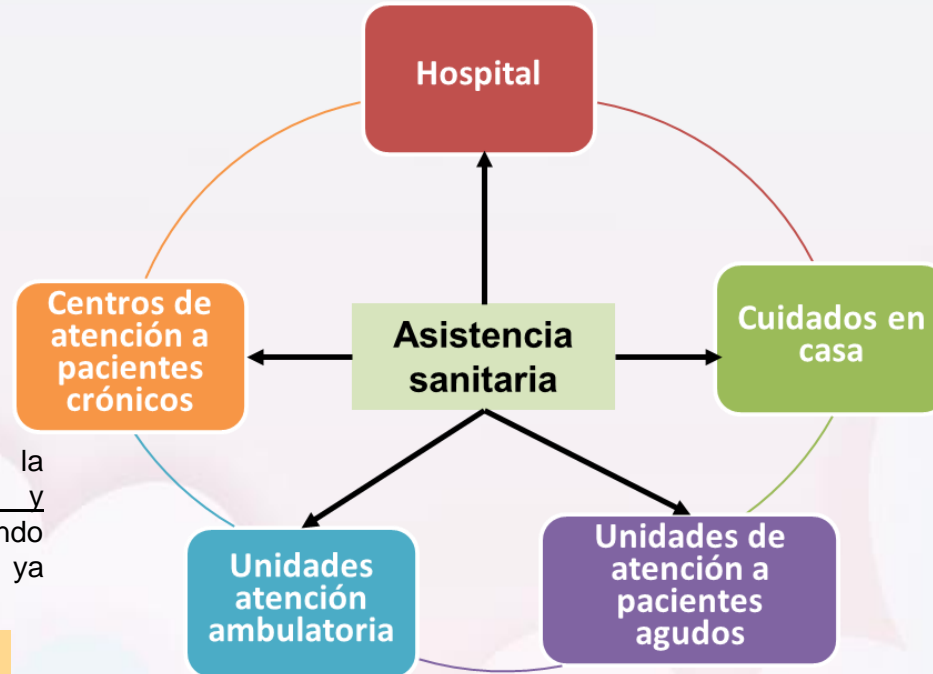 Hospital
Centros de
atención a
pacientes
crónicos
Asistencia
sanitaria
Cuidados en
casa
la
y
ya
Unidades
atención
ambulatoria
Unidades de
atención a
pacientes
agudos